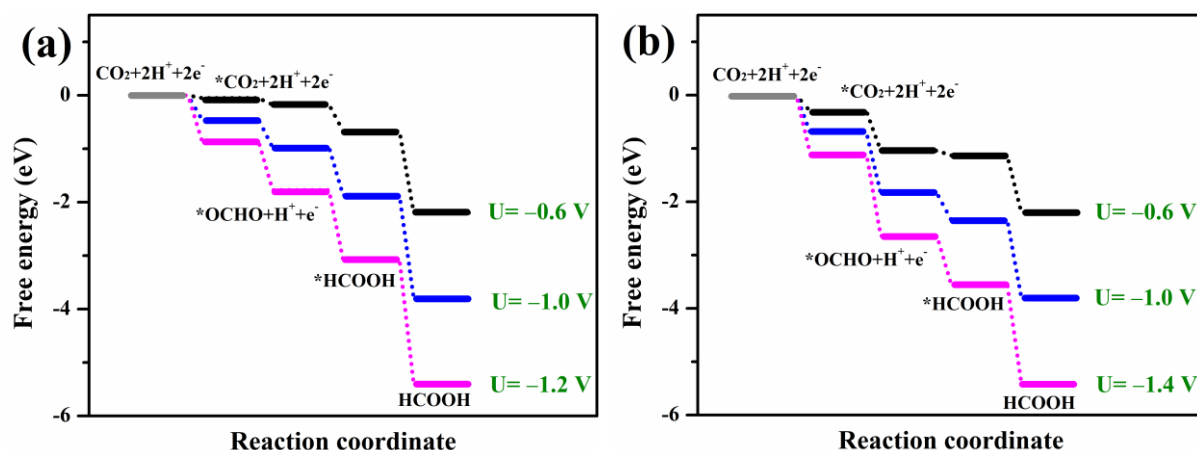 (a)
CO₂+2H⁺+2e⁻
*CO₂+2H⁺+2e⁻
*OCHO+H⁺+e⁻
*HCOOH
HCOOH
U= –0.6 V
U= –1.0 V
U= –1.2 V
0
-2
-4
-6
Free energy (eV)
Reaction coordinate
(b)
CO₂+2H⁺+2e⁻
*CO₂+2H⁺+2e⁻
*OCHO+H⁺+e⁻
*HCOOH
HCOOH
U= –0.6 V
U= –1.0 V
U= –1.4 V
0
-2
-4
-6
Free energy (eV)
Reaction coordinate